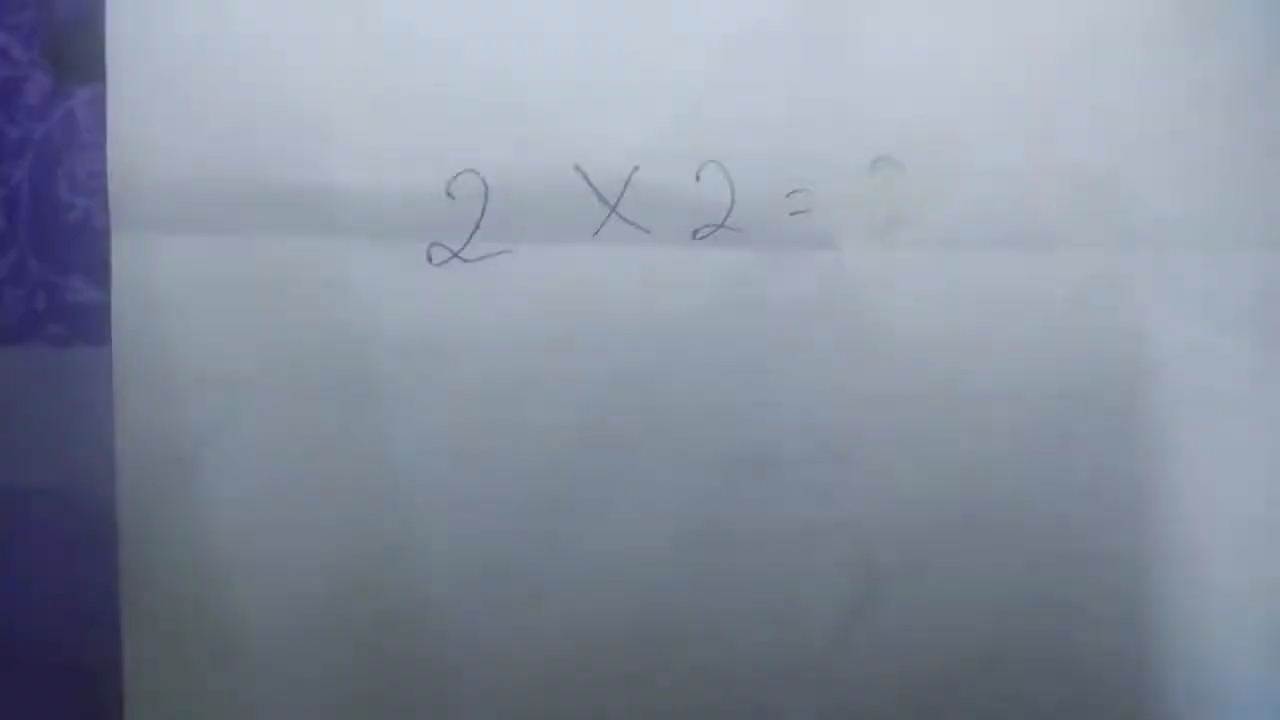 2 × 2 =